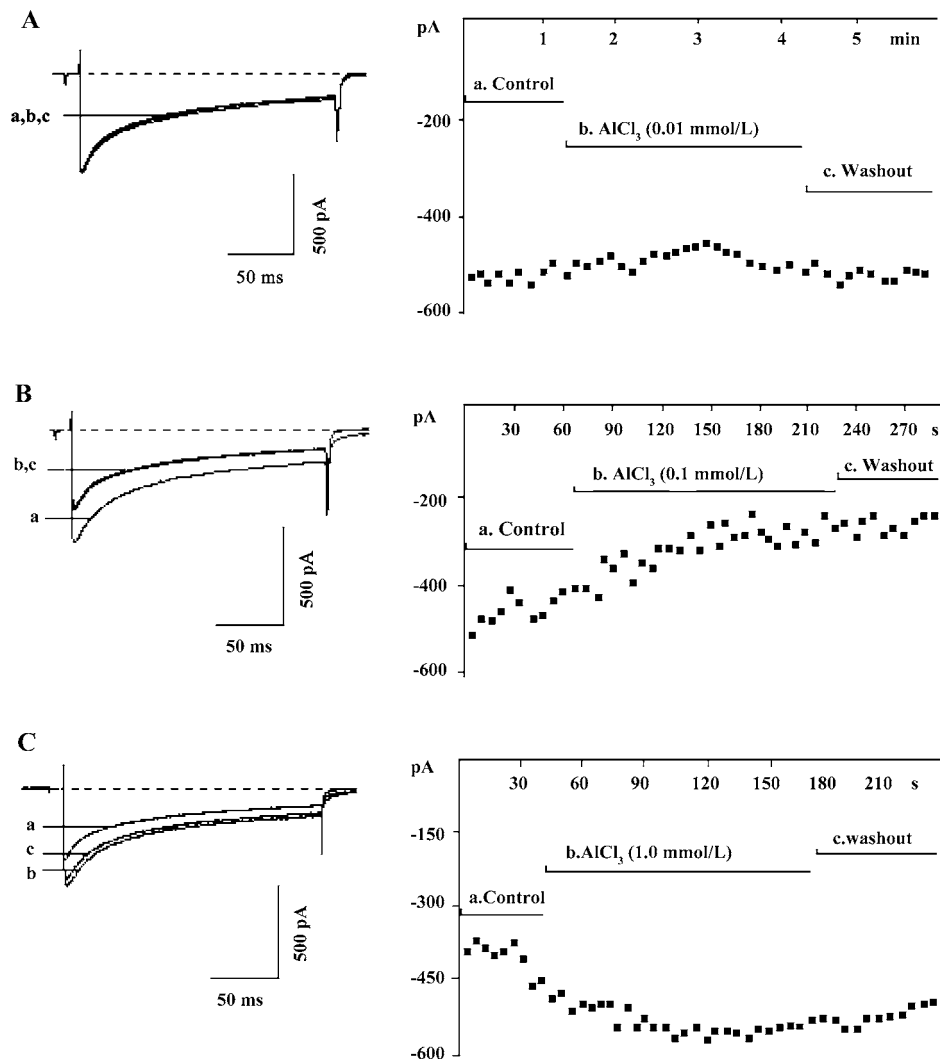 A
pA
1 2 3 4 5 min
a. Control
b. AlCl3 (0.01 mmol/L)
c. Washout
-200
-400
-600
a,b,c
500 pA
50 ms
B
pA
30 60 90 120 150 180 210 240 270 s
c. Washout
b. AlCl3 (0.1 mmol/L)
a. Control
-200
-400
-600
b,c
a
500 pA
50 ms
C
pA
30 60 90 120 150 180 210 s
-150
c.washout
b.AlCl3 (1.0 mmol/L)
a.Control
-300
-450
-600
a
c
b
500 pA
50 ms